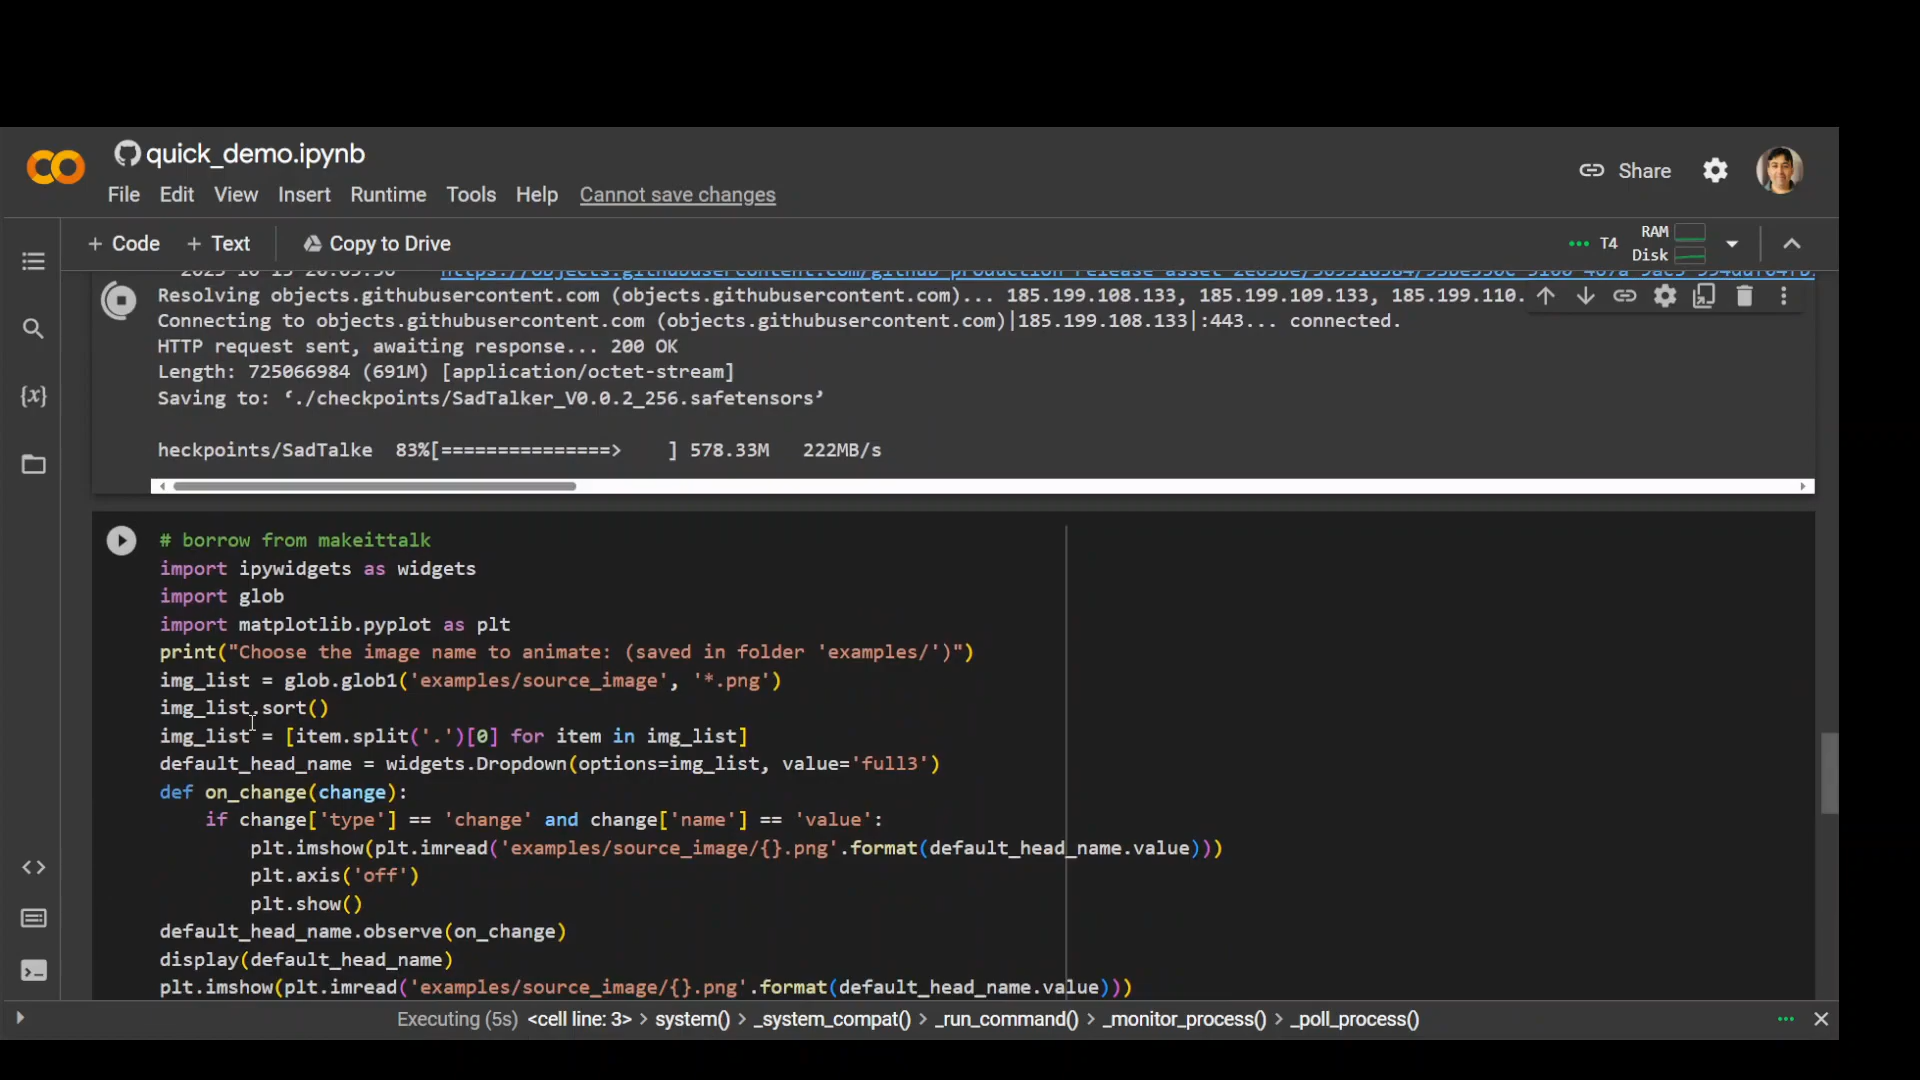 quick_demo.ipynb
File Edit View Insert Runtime Tools Help Cannot save changes
Share
+ Code + Text Copy to Drive
T4 RAM
Disk
Resolving objects.githubusercontent.com (objects.githubusercontent.com)... 185.199.108.133, 185.199.109.133, 185.199.110.
Connecting to objects.githubusercontent.com (objects.githubusercontent.com)|185.199.108.133|:443... connected.
HTTP request sent, awaiting response... 200 OK
Length: 725066984 (691M) [application/octet-stream]
Saving to: ‘./checkpoints/SadTalker_V0.0.2_256.safetensors’
heckpoints/SadTalke 83%[===============> ] 578.33M 222MB/s
# borrow from makeittalk
import ipywidgets as widgets
import glob
import matplotlib.pyplot as plt
print("Choose the image name to animate: (saved in folder 'examples/')")
img_list = glob.glob1('examples/source_image', '*.png')
img_list.sort()
img_list = [item.split('.')[0] for item in img_list]
default_head_name = widgets.Dropdown(options=img_list, value='full3')
def on_change(change):
    if change['type'] == 'change' and change['name'] == 'value':
        plt.imshow(plt.imread('examples/source_image/{}.png'.format(default_head_name.value)))
        plt.axis('off')
        plt.show()
default_head_name.observe(on_change)
display(default_head_name)
plt.imshow(plt.imread('examples/source_image/{}.png'.format(default_head_name.value)))
Executing (5s) <cell line: 3> > system() > _system_compat() > _run_command() > _monitor_process() > _poll_process()